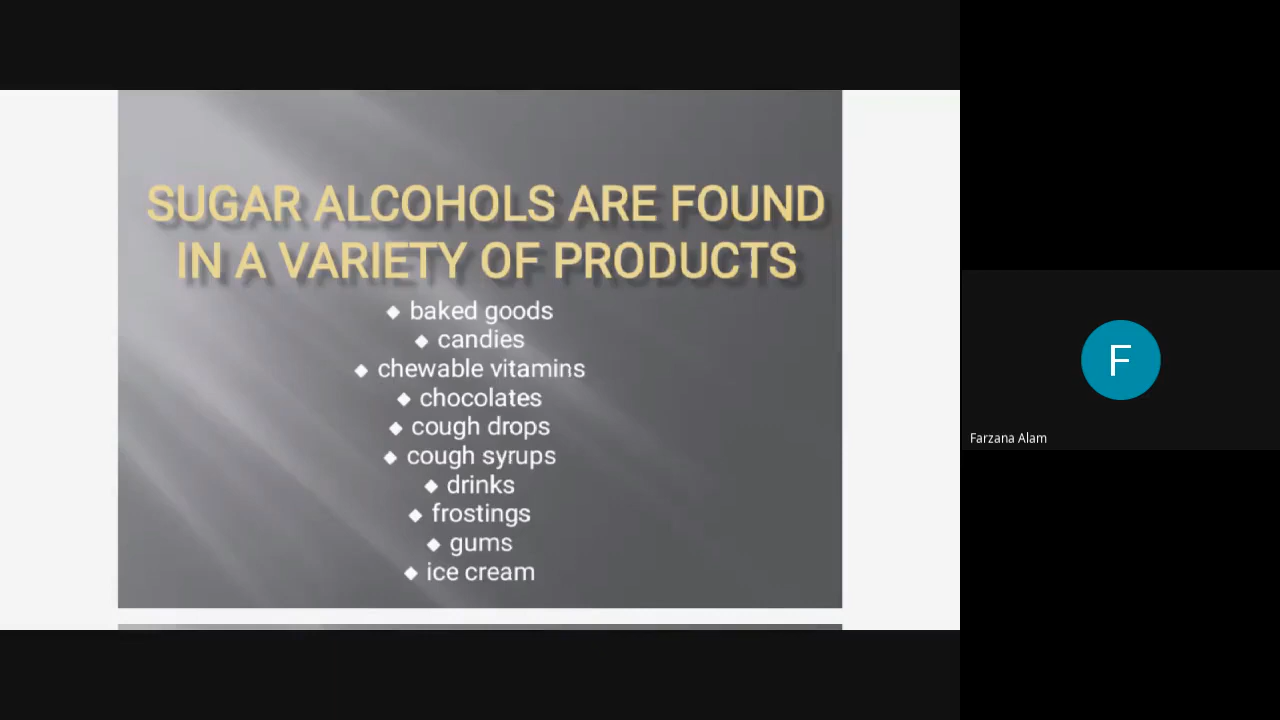 SUGAR ALCOHOLS ARE FOUND
IN A VARIETY OF PRODUCTS
◆ baked goods
◆ candies
◆ chewable vitamins
◆ chocolates
◆ cough drops
◆ cough syrups
◆ drinks
◆ frostings
◆ gums
◆ ice cream
F
Farzana Alam